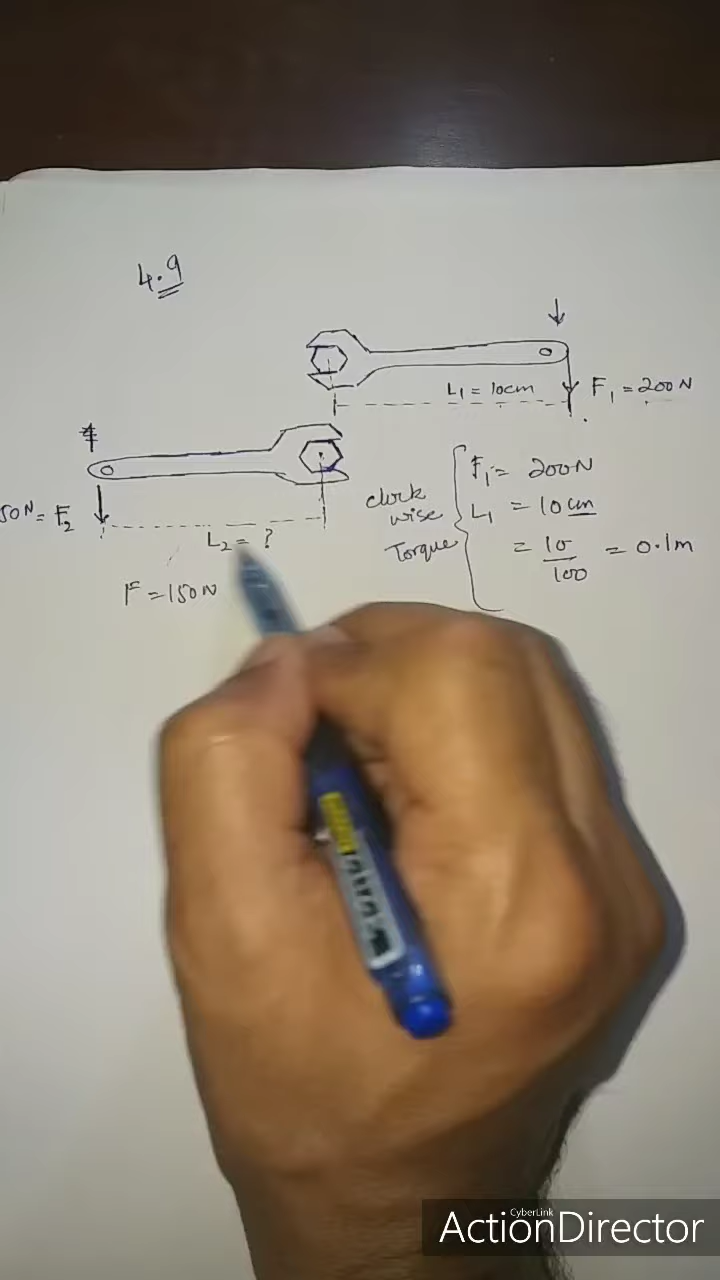 4.9
L₁ = 10cm
F₁ = 200N
50N = F₂
L₂ = ?
F = 150N
clock
wise
Torque
F₁ = 200N
L₁ = 10 cm
= 10/100 = 0.1m
CyberLink
ActionDirector